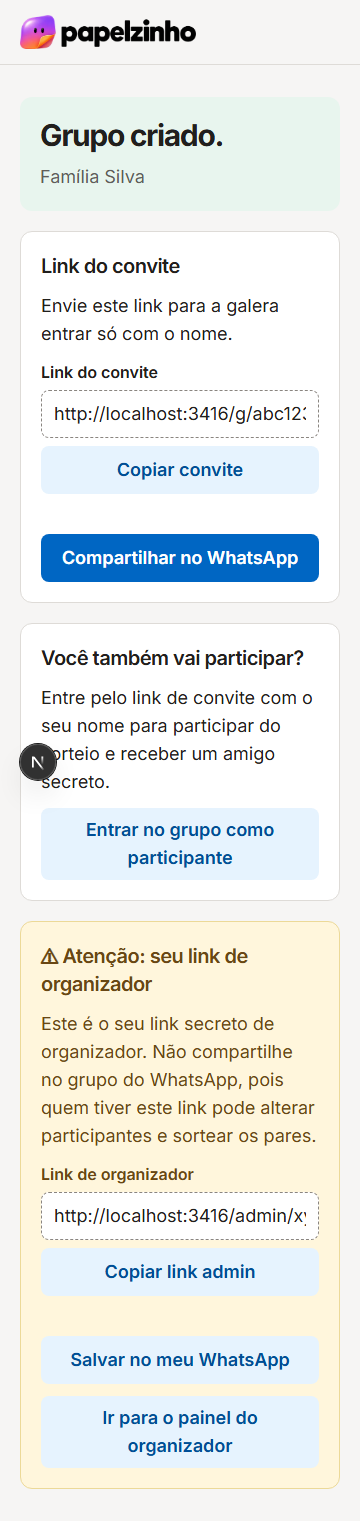 papelzinho
Grupo criado.
Família Silva
Link do convite
Envie este link para a galera
entrar só com o nome.
Link do convite
http://localhost:3416/g/abc12
Copiar convite
Compartilhar no WhatsApp
Você também vai participar?
Entre pelo link de convite com o
seu nome para participar do
sorteio e receber um amigo
secreto.
N
Entrar no grupo como
participante
⚠ Atenção: seu link de
organizador
Este é o seu link secreto de
organizador. Não compartilhe
no grupo do WhatsApp, pois
quem tiver este link pode alterar
participantes e sortear os pares.
Link de organizador
http://localhost:3416/admin/x
Copiar link admin
Salvar no meu WhatsApp
Ir para o painel do
organizador